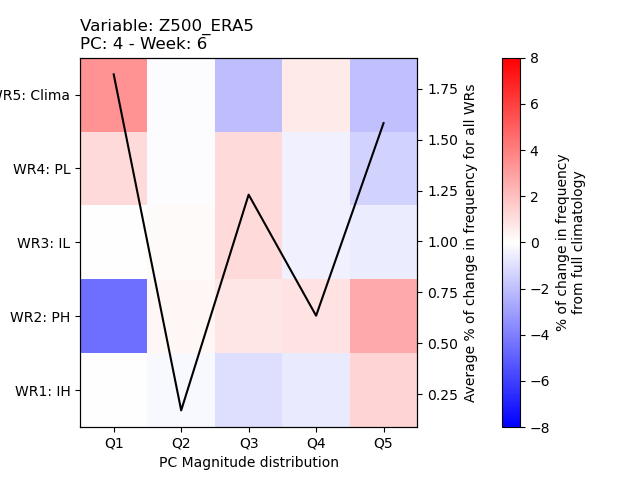 Variable: Z500_ERA5
PC: 4 - Week: 6
WR5: Clima
WR4: PL
WR3: IL
WR2: PH
WR1: IH
Q1 Q2 Q3 Q4 Q5
PC Magnitude distribution
1.75
1.50
1.25
1.00
0.75
0.50
0.25
Average % of change in frequency for all WRs
8
6
4
2
0
−2
−4
−6
−8
% of change in frequency
from full climatology